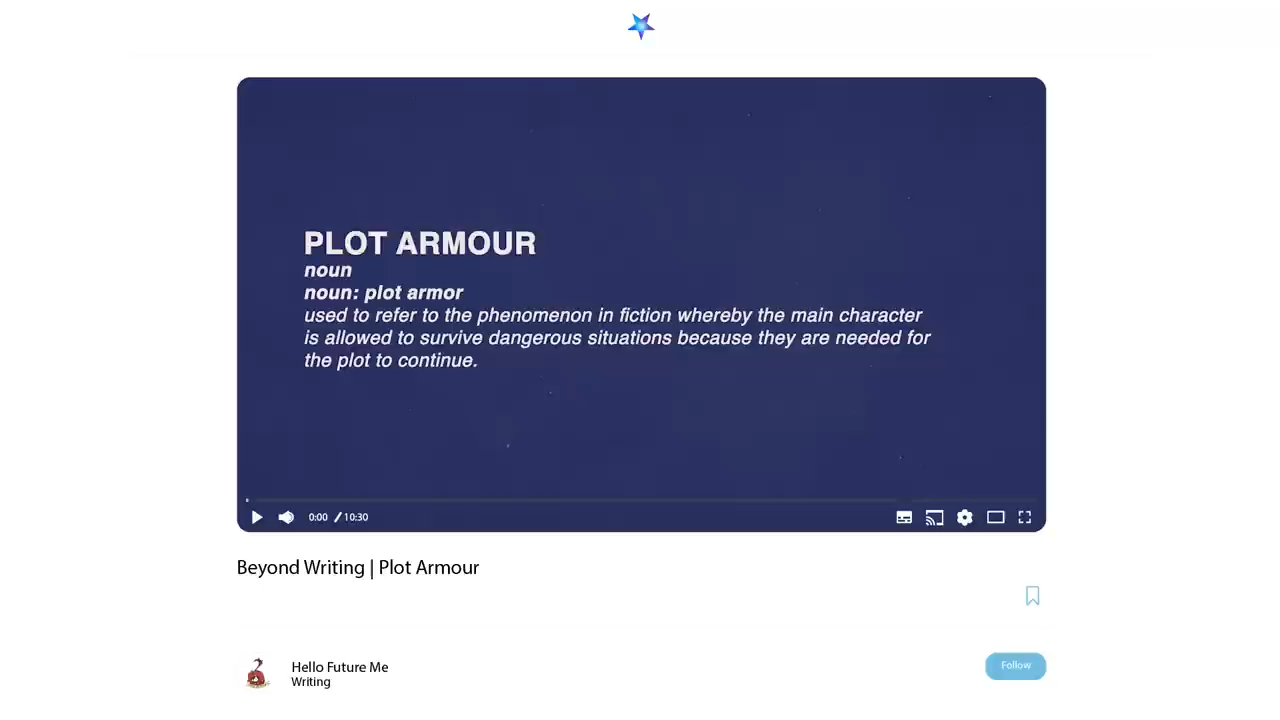 PLOT ARMOUR
noun
noun: plot armor
used to refer to the phenomenon in fiction whereby the main character
is allowed to survive dangerous situations because they are needed for
the plot to continue.
0:00 / 10:30
Beyond Writing | Plot Armour
Hello Future Me
Writing
Follow